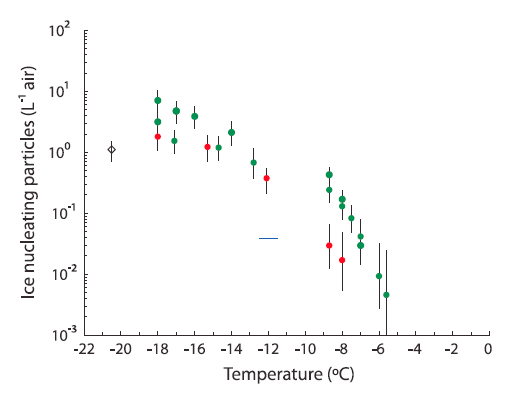 10²
10¹
10⁰
10⁻¹
10⁻²
10⁻³
Ice nucleating particles (L⁻¹ air)
-22 -20 -18 -16 -14 -12 -10 -8 -6 -4 -2 0
Temperature (ºC)